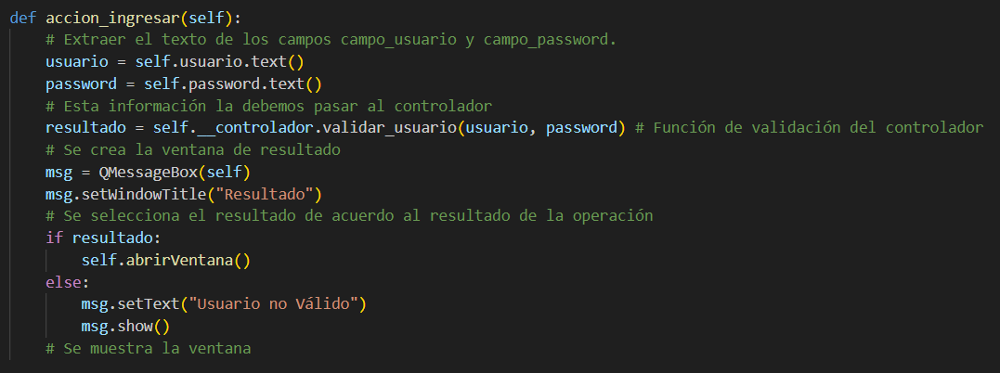 def accion_ingresar(self):
# Extraer el texto de los campos campo_usuario y campo_password.
usuario = self.usuario.text()
password = self.password.text()
# Esta información la debemos pasar al controlador
resultado = self.__controlador.validar_usuario(usuario, password) # Función de validación del controlador
# Se crea la ventana de resultado
msg = QMessageBox(self)
msg.setWindowTitle("Resultado")
# Se selecciona el resultado de acuerdo al resultado de la operación
if resultado:
self.abrirVentana()
else:
msg.setText("Usuario no Válido")
msg.show()
# Se muestra la ventana